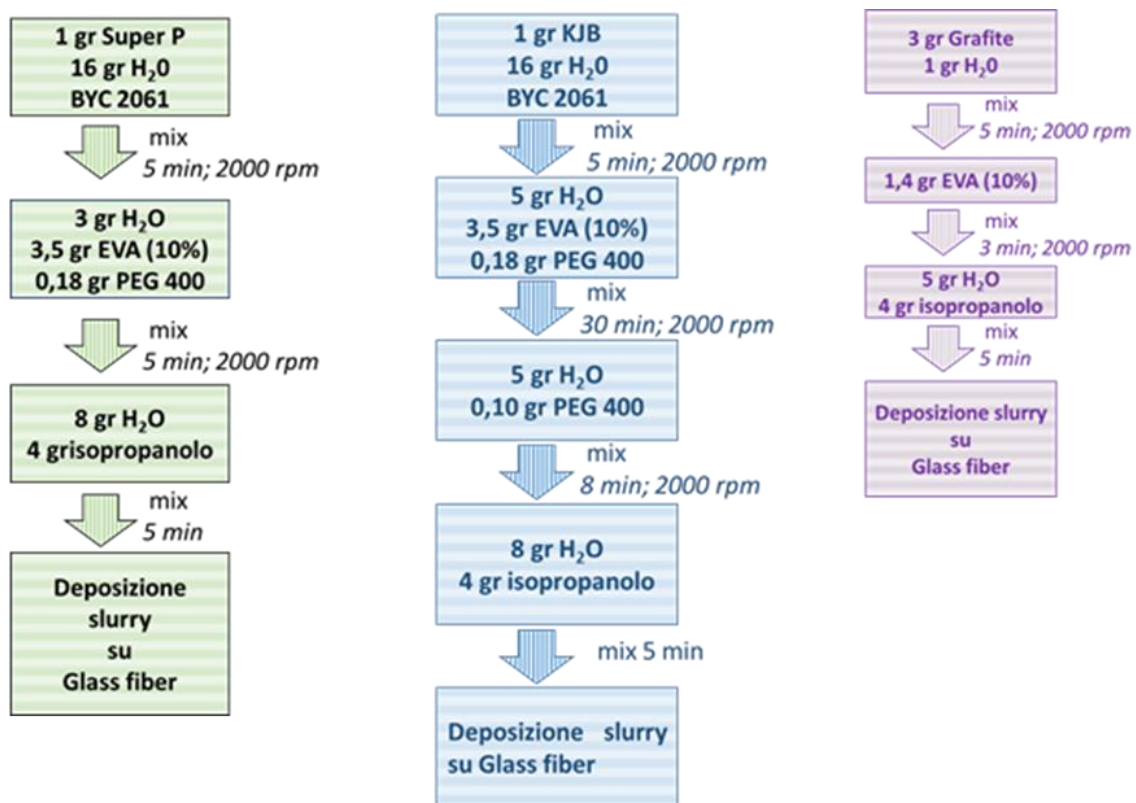 1 gr Super P
16 gr H₂0
BYC 2061
mix
5 min; 2000 rpm
3 gr H₂O
3,5 gr EVA (10%)
0,18 gr PEG 400
mix
5 min; 2000 rpm
8 gr H₂O
4 grisopropanolo
mix
5 min
Deposizione
slurry
su
Glass fiber
1 gr KJB
16 gr H₂0
BYC 2061
mix
5 min; 2000 rpm
5 gr H₂O
3,5 gr EVA (10%)
0,18 gr PEG 400
mix
30 min; 2000 rpm
5 gr H₂O
0,10 gr PEG 400
mix
8 min; 2000 rpm
8 gr H₂O
4 gr isopropanolo
mix 5 min
Deposizione slurry
su Glass fiber
3 gr Grafite
1 gr H₂0
mix
5 min; 2000 rpm
1,4 gr EVA (10%)
mix
3 min; 2000 rpm
5 gr H₂O
4 gr isopropanolo
mix
5 min
Deposizione slurry
su
Glass fiber